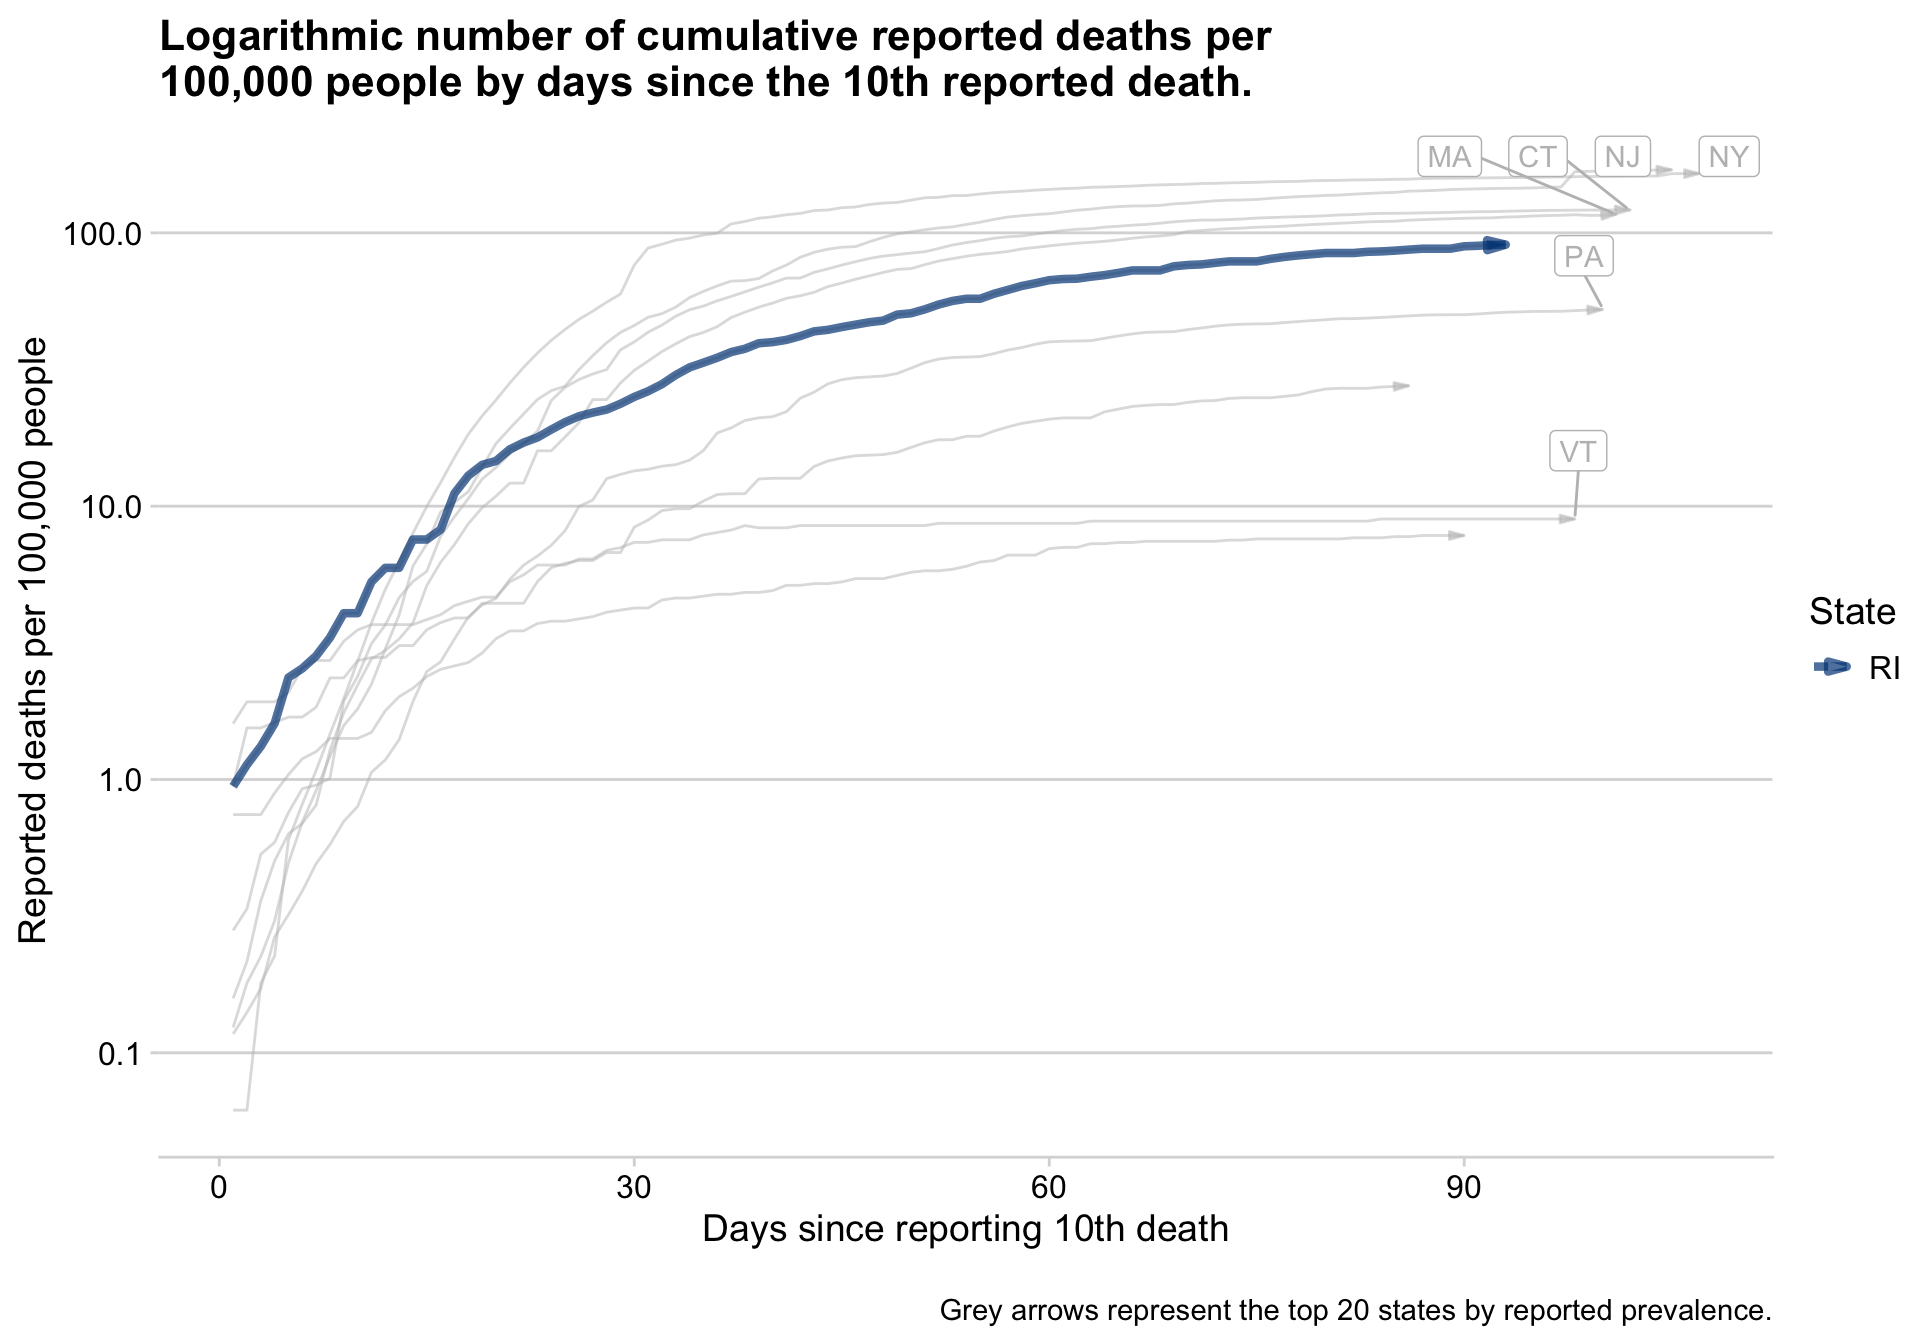 Logarithmic number of cumulative reported deaths per
100,000 people by days since the 10th reported death.
MA CT NJ NY
PA
VT
100.0
10.0
1.0
0.1
Reported deaths per 100,000 people
State
RI
0 30 60 90
Days since reporting 10th death
Grey arrows represent the top 20 states by reported prevalence.